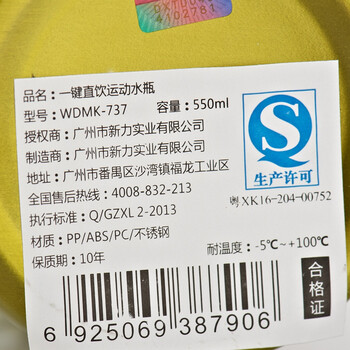 品名：一键直饮运动水瓶
型号：WDMK-737 容量：550ml
授权商：广州市新力实业有限公司
制造商：广州市新力实业有限公司
地址：广州市番禺区沙湾镇福龙工业区
全国售后热线：4008-832-213
执行标准：Q/GZXL 2-2013
材质：PP/ABS/PC/不锈钢
保质期：10年
耐温度：-5℃~+100℃
QS
生产许可
粤XK16-204-00752
合格证
6 925069 387906